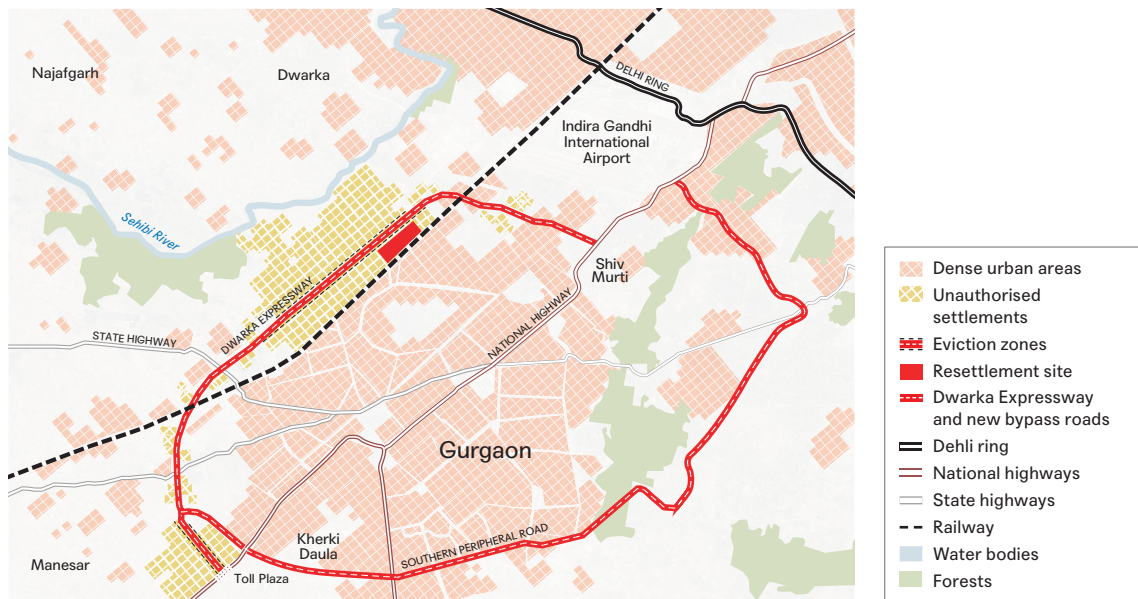 Najafgarh
Dwarka
DELHI RING
Indira Gandhi
International
Airport
Sehibi River
Shiv
Murti
DWARKA EXPRESSWAY
STATE HIGHWAY
NATIONAL HIGHWAY
Gurgaon
Kherki
Daula
SOUTHERN PERIPHERAL ROAD
Manesar
Toll Plaza
Dense urban areas
Unauthorised
settlements
Eviction zones
Resettlement site
Dwarka Expressway
and new bypass roads
Dehli ring
National highways
State highways
Railway
Water bodies
Forests